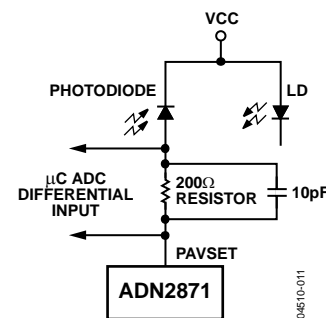 VCC
PHOTODIODE
LD
μC ADC
DIFFERENTIAL
INPUT
200Ω
RESISTOR
10pF
PAVSET
ADN2871
04510-011